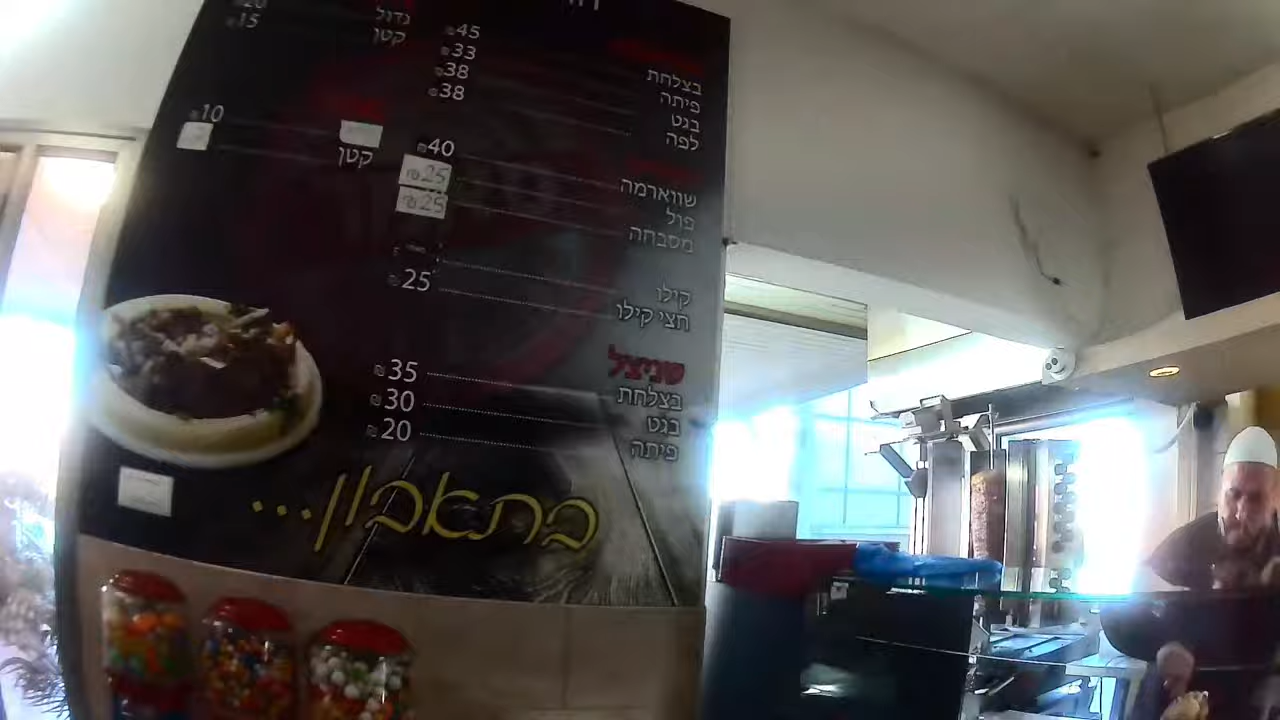 בצלחת ₪45
פיתה ₪33
בגט ₪38
לפה ₪38
שווארמה ₪40
פול ₪25
מסבחה ₪25
קילו
חצי קילו ₪25
שניצל
בצלחת ₪35
בגט ₪30
פיתה ₪20
גדול
קטן ₪15
₪10
קטן
בתאבון...